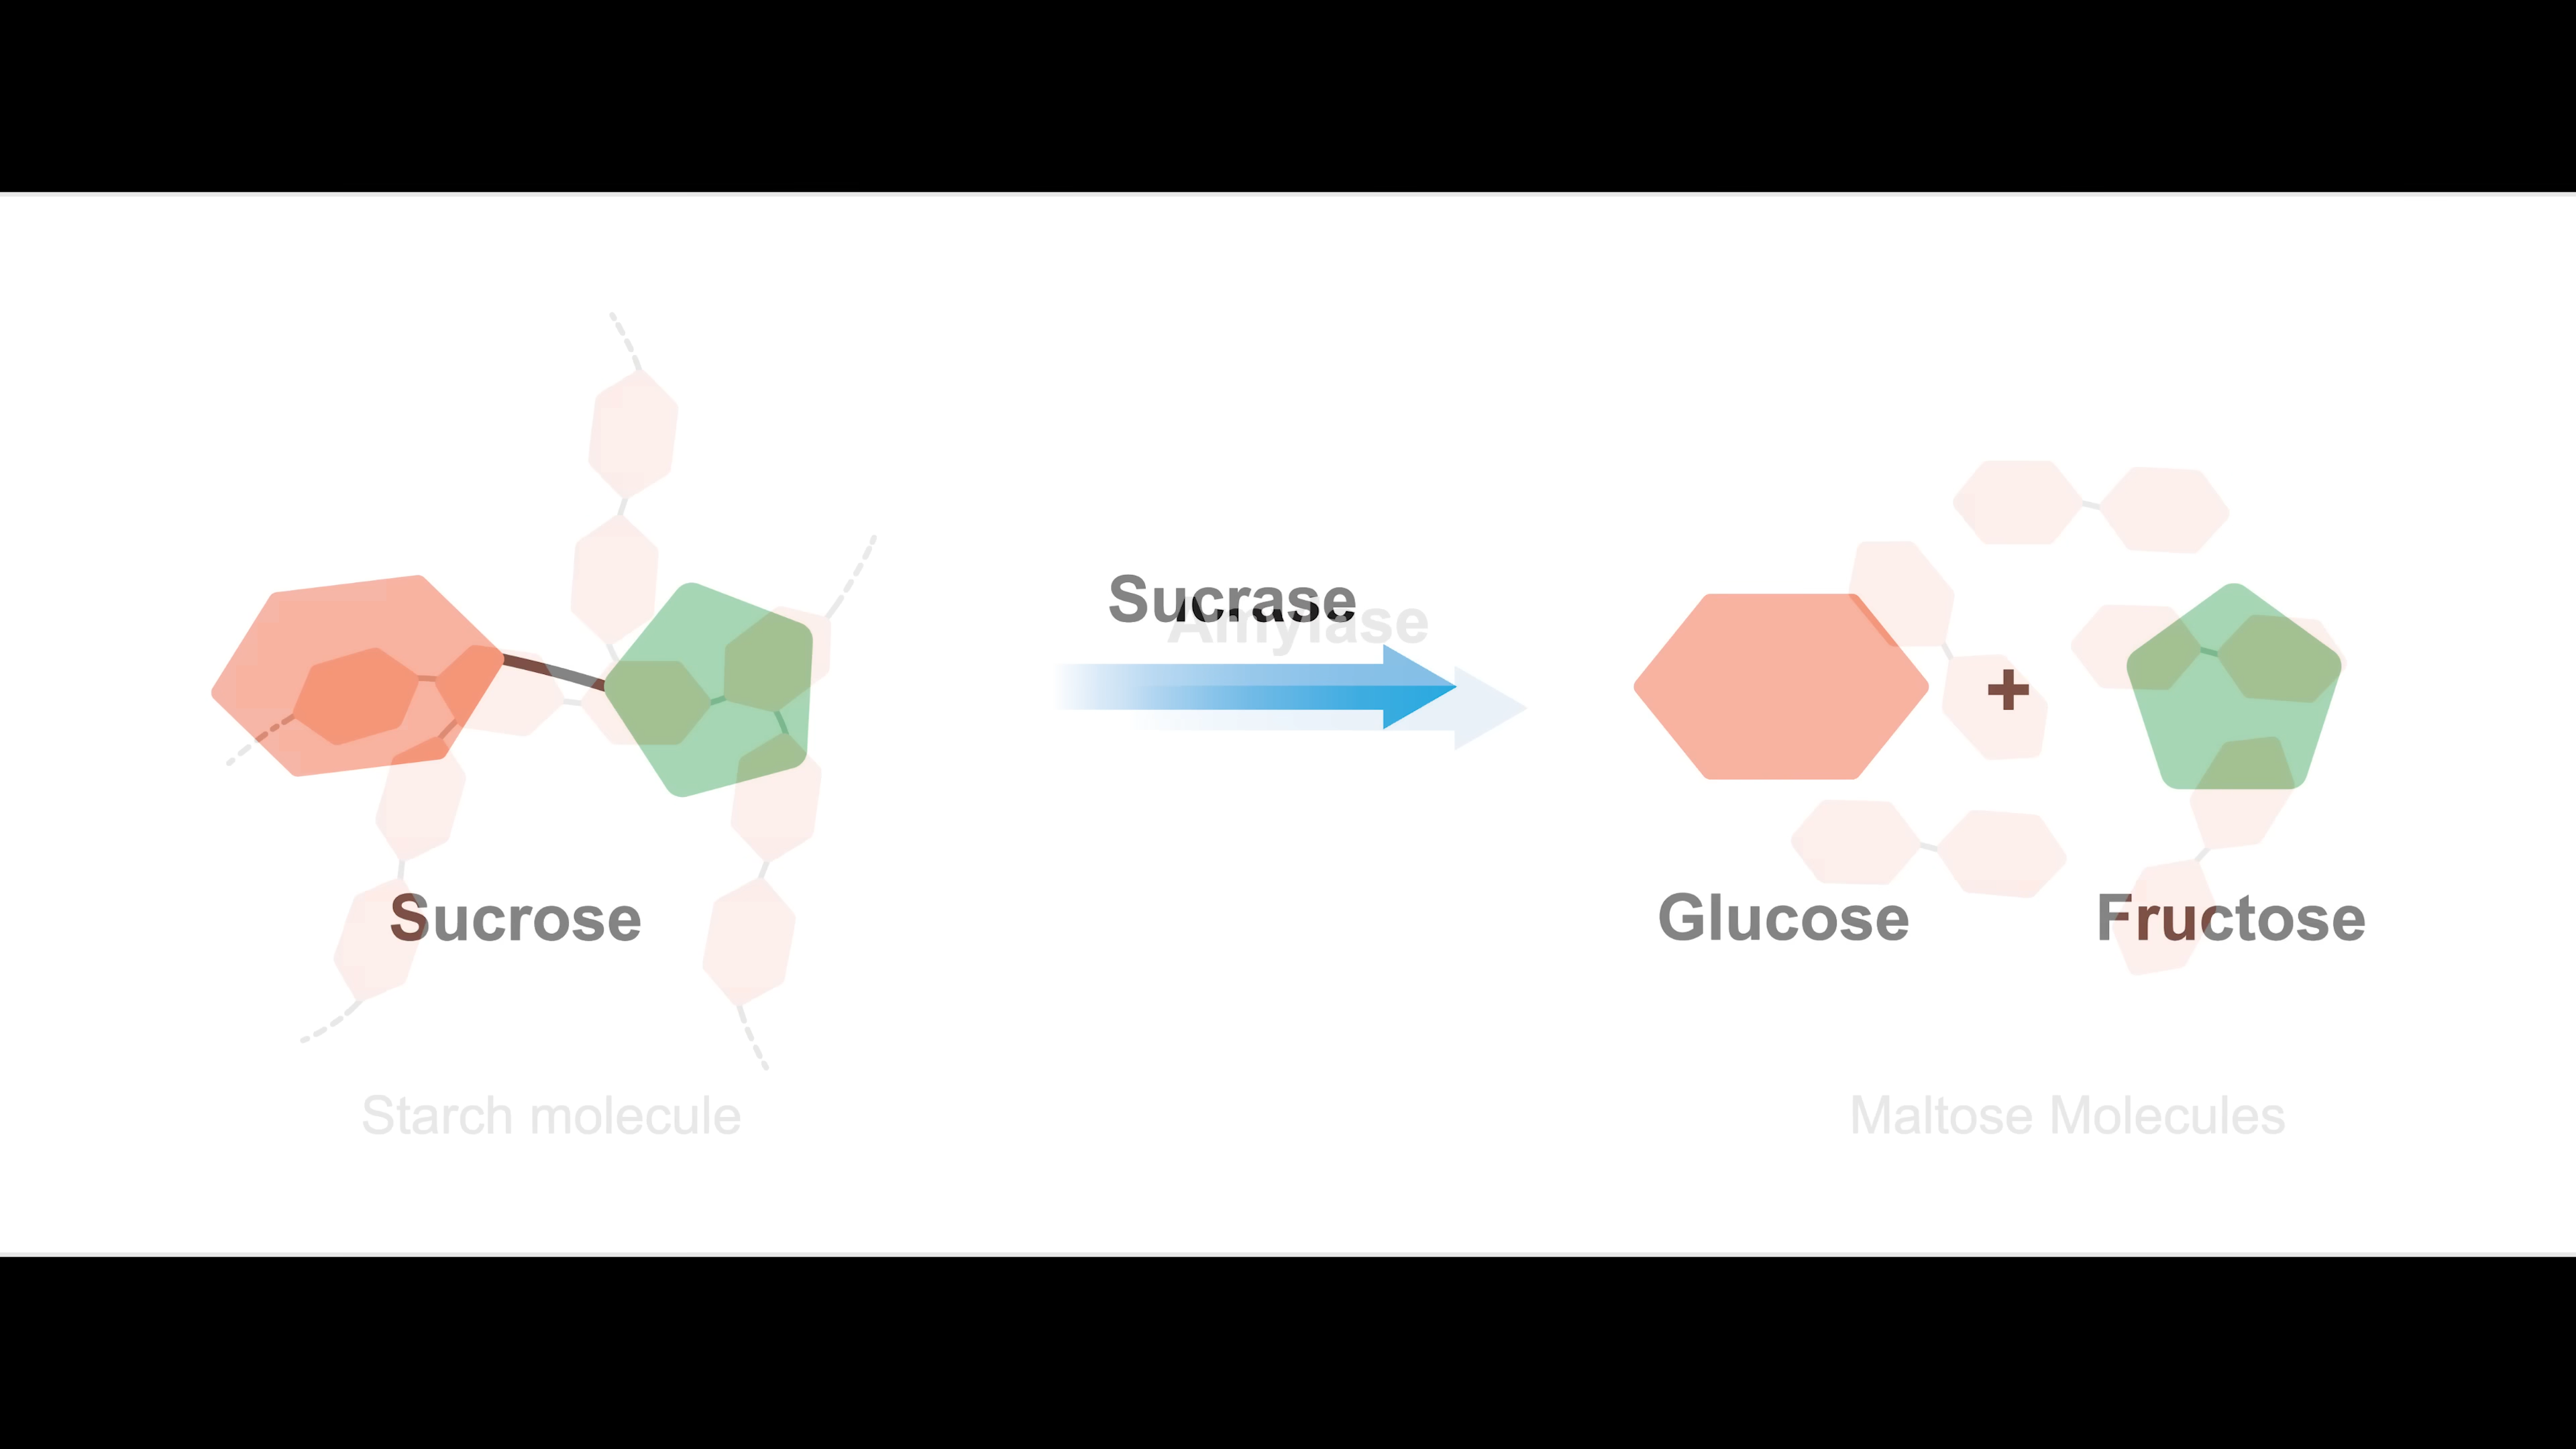 Sucrase
Amylase
+
Sucrose
Glucose
Fructose
Starch molecule
Maltose Molecules